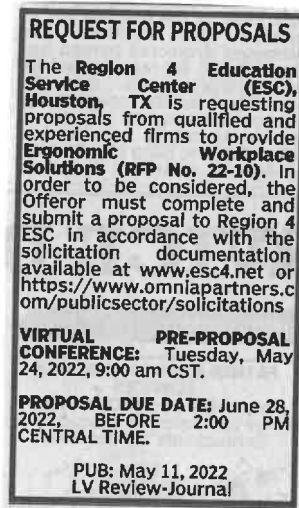 REQUEST FOR PROPOSALS
The Region 4 Education
Service Center (ESC),
Houston, TX is requesting
proposals from qualified and
experienced firms to provide
Ergonomic Workplace
Solutions (RFP No. 22-10). In
order to be considered, the
Offeror must complete and
submit a proposal to Region 4
ESC in accordance with the
solicitation documentation
available at www.esc4.net or
https://www.omniapartners.c
om/publicsector/solicitations
VIRTUAL PRE-PROPOSAL
CONFERENCE: Tuesday, May
24, 2022, 9:00 am CST.
PROPOSAL DUE DATE: June 28,
2022, BEFORE 2:00 PM
CENTRAL TIME.
PUB: May 11, 2022
LV Review-Journal